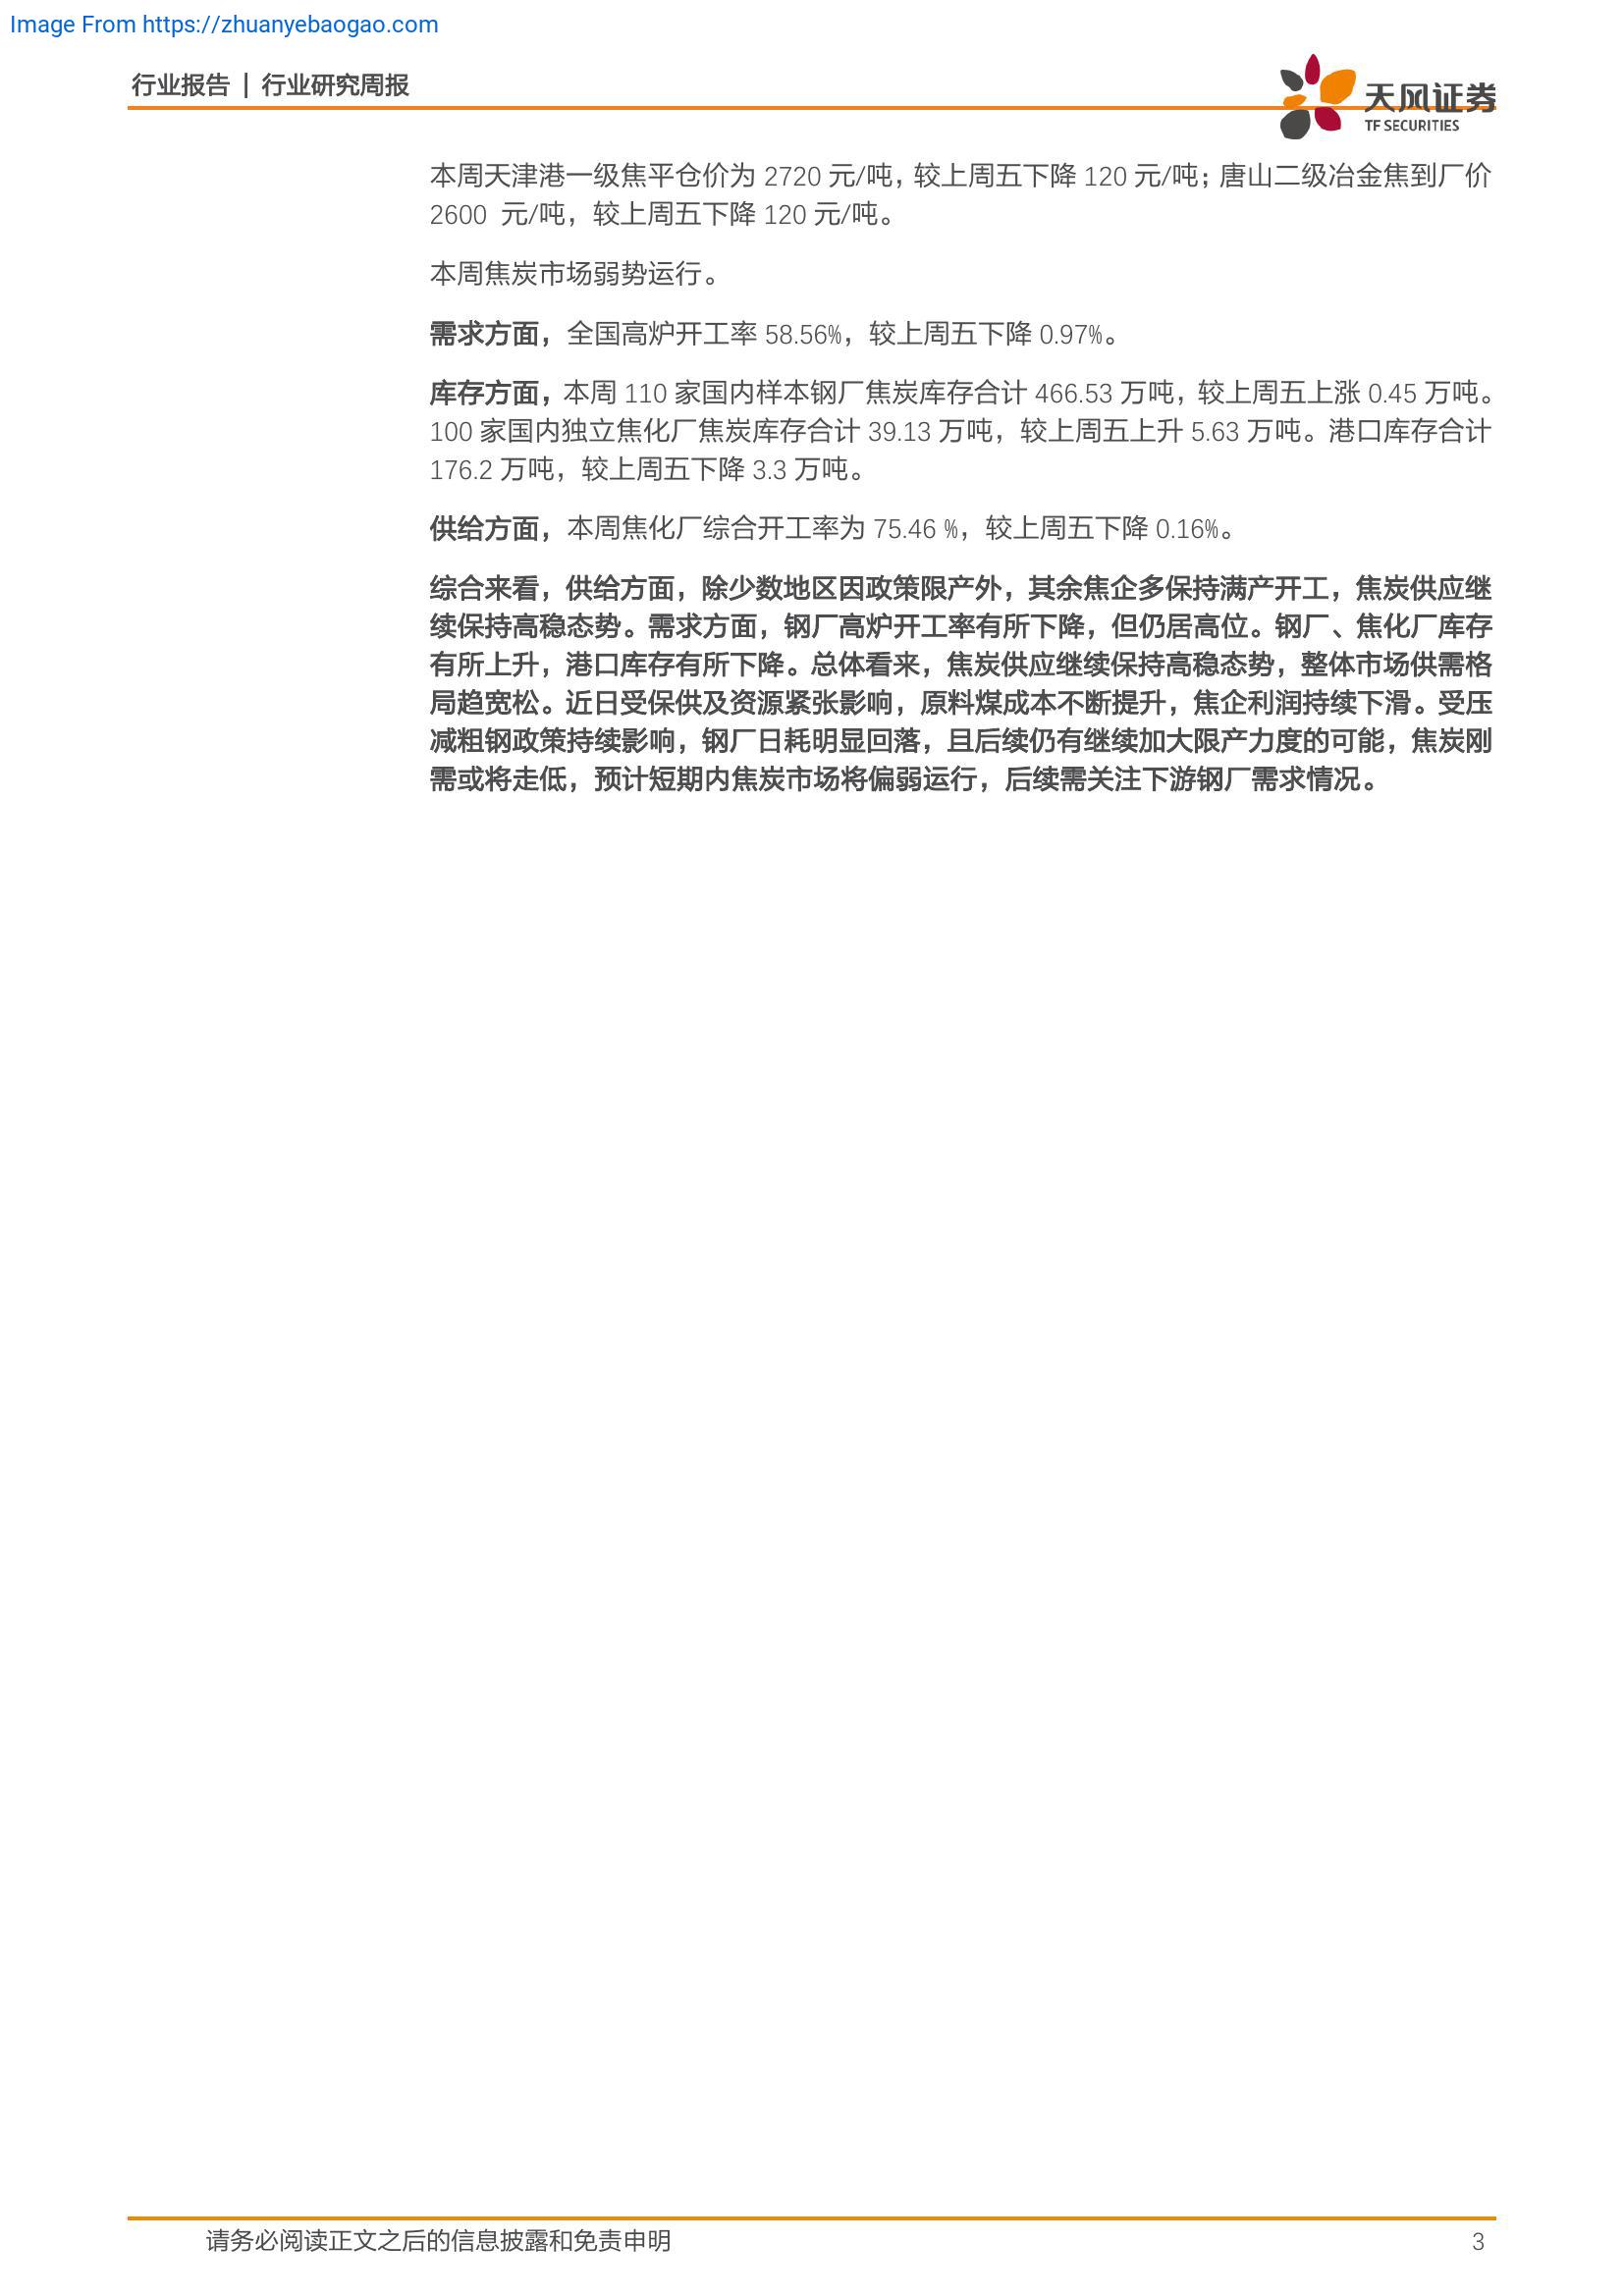 Image From https://zhuanyebaogao.com
行业报告 | 行业研究周报
天风证券
TF SECURITIES
本周天津港一级焦平仓价为 2720 元/吨，较上周五下降 120 元/吨；唐山二级冶金焦到厂价
2600 元/吨，较上周五下降 120 元/吨。
本周焦炭市场弱势运行。
需求方面，全国高炉开工率 58.56%，较上周五下降 0.97%。
库存方面，本周 110 家国内样本钢厂焦炭库存合计 466.53 万吨，较上周五上涨 0.45 万吨。
100 家国内独立焦化厂焦炭库存合计 39.13 万吨，较上周五上升 5.63 万吨。港口库存合计
176.2 万吨，较上周五下降 3.3 万吨。
供给方面，本周焦化厂综合开工率为 75.46 %，较上周五下降 0.16%。
综合来看，供给方面，除少数地区因政策限产外，其余焦企多保持满产开工，焦炭供应继
续保持高稳态势。需求方面，钢厂高炉开工率有所下降，但仍居高位。钢厂、焦化厂库存
有所上升，港口库存有所下降。总体看来，焦炭供应继续保持高稳态势，整体市场供需格
局趋宽松。近日受保供及资源紧张影响，原料煤成本不断提升，焦企利润持续下滑。受压
减粗钢政策持续影响，钢厂日耗明显回落，且后续仍有继续加大限产力度的可能，焦炭刚
需或将走低，预计短期内焦炭市场将偏弱运行，后续需关注下游钢厂需求情况。
请务必阅读正文之后的信息披露和免责申明
3